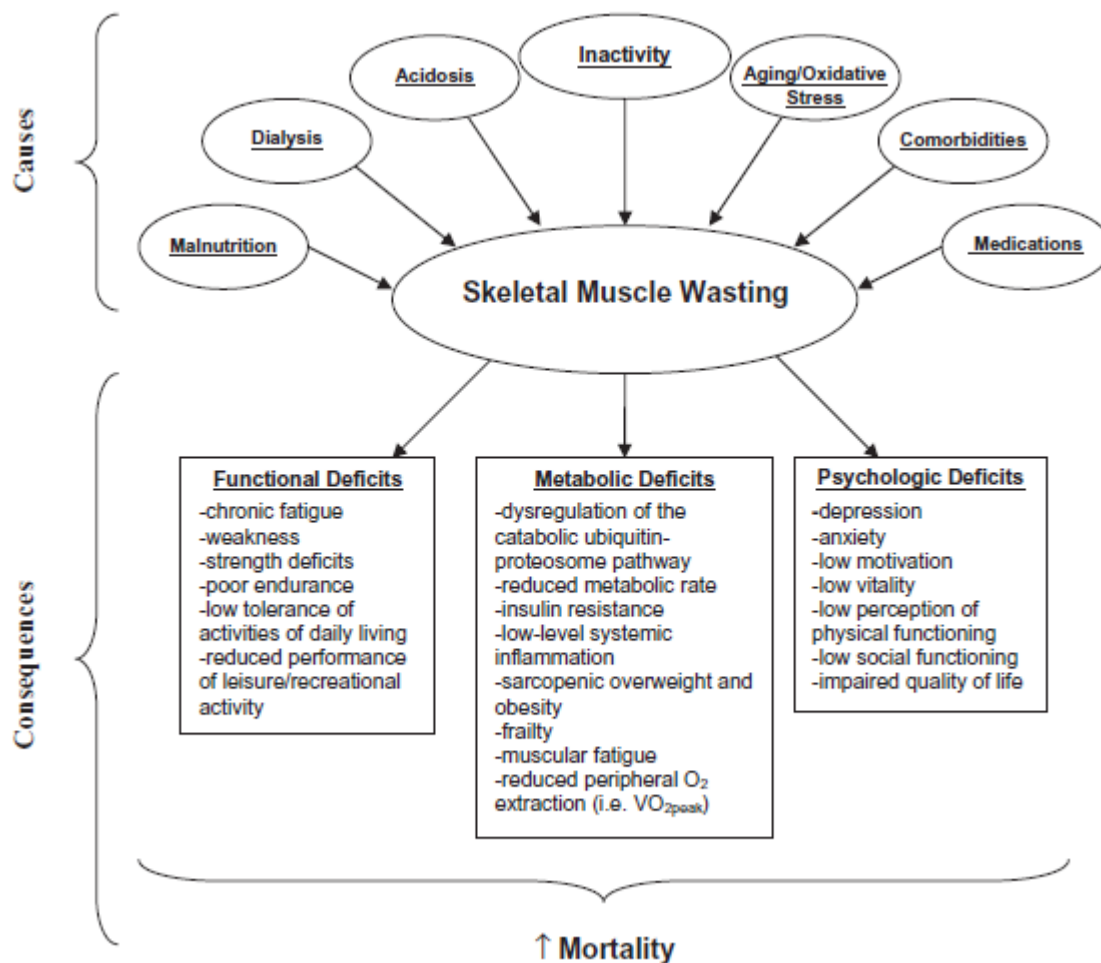 Causes
Inactivity
Acidosis
Aging/Oxidative
Stress
Dialysis
Comorbidities
Malnutrition
Medications
Skeletal Muscle Wasting
Consequences
Functional Deficits
-chronic fatigue
-weakness
-strength deficits
-poor endurance
-low tolerance of
activities of daily living
-reduced performance
of leisure/recreational
activity
Metabolic Deficits
-dysregulation of the
catabolic ubiquitin-
proteosome pathway
-reduced metabolic rate
-insulin resistance
-low-level systemic
inflammation
-sarcopenic overweight and
obesity
-frailty
-muscular fatigue
-reduced peripheral O₂
extraction (i.e. VO₂peak)
Psychologic Deficits
-depression
-anxiety
-low motivation
-low vitality
-low perception of
physical functioning
-low social functioning
-impaired quality of life
↑ Mortality